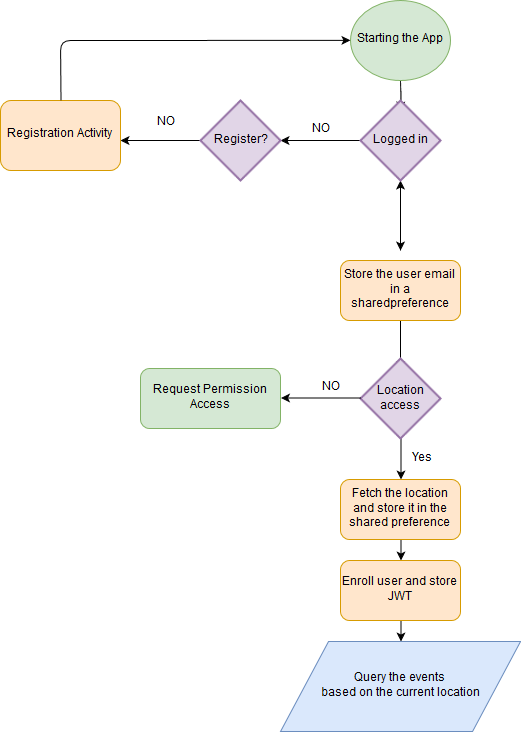 Starting the App
Registration Activity
NO
Register?
NO
Logged in
Store the user email
in a
sharedpreference
Request Permission
Access
NO
Location
access
Yes
Fetch the location
and store it in the
shared preference
Enroll user and store
JWT
Query the events
based on the current location